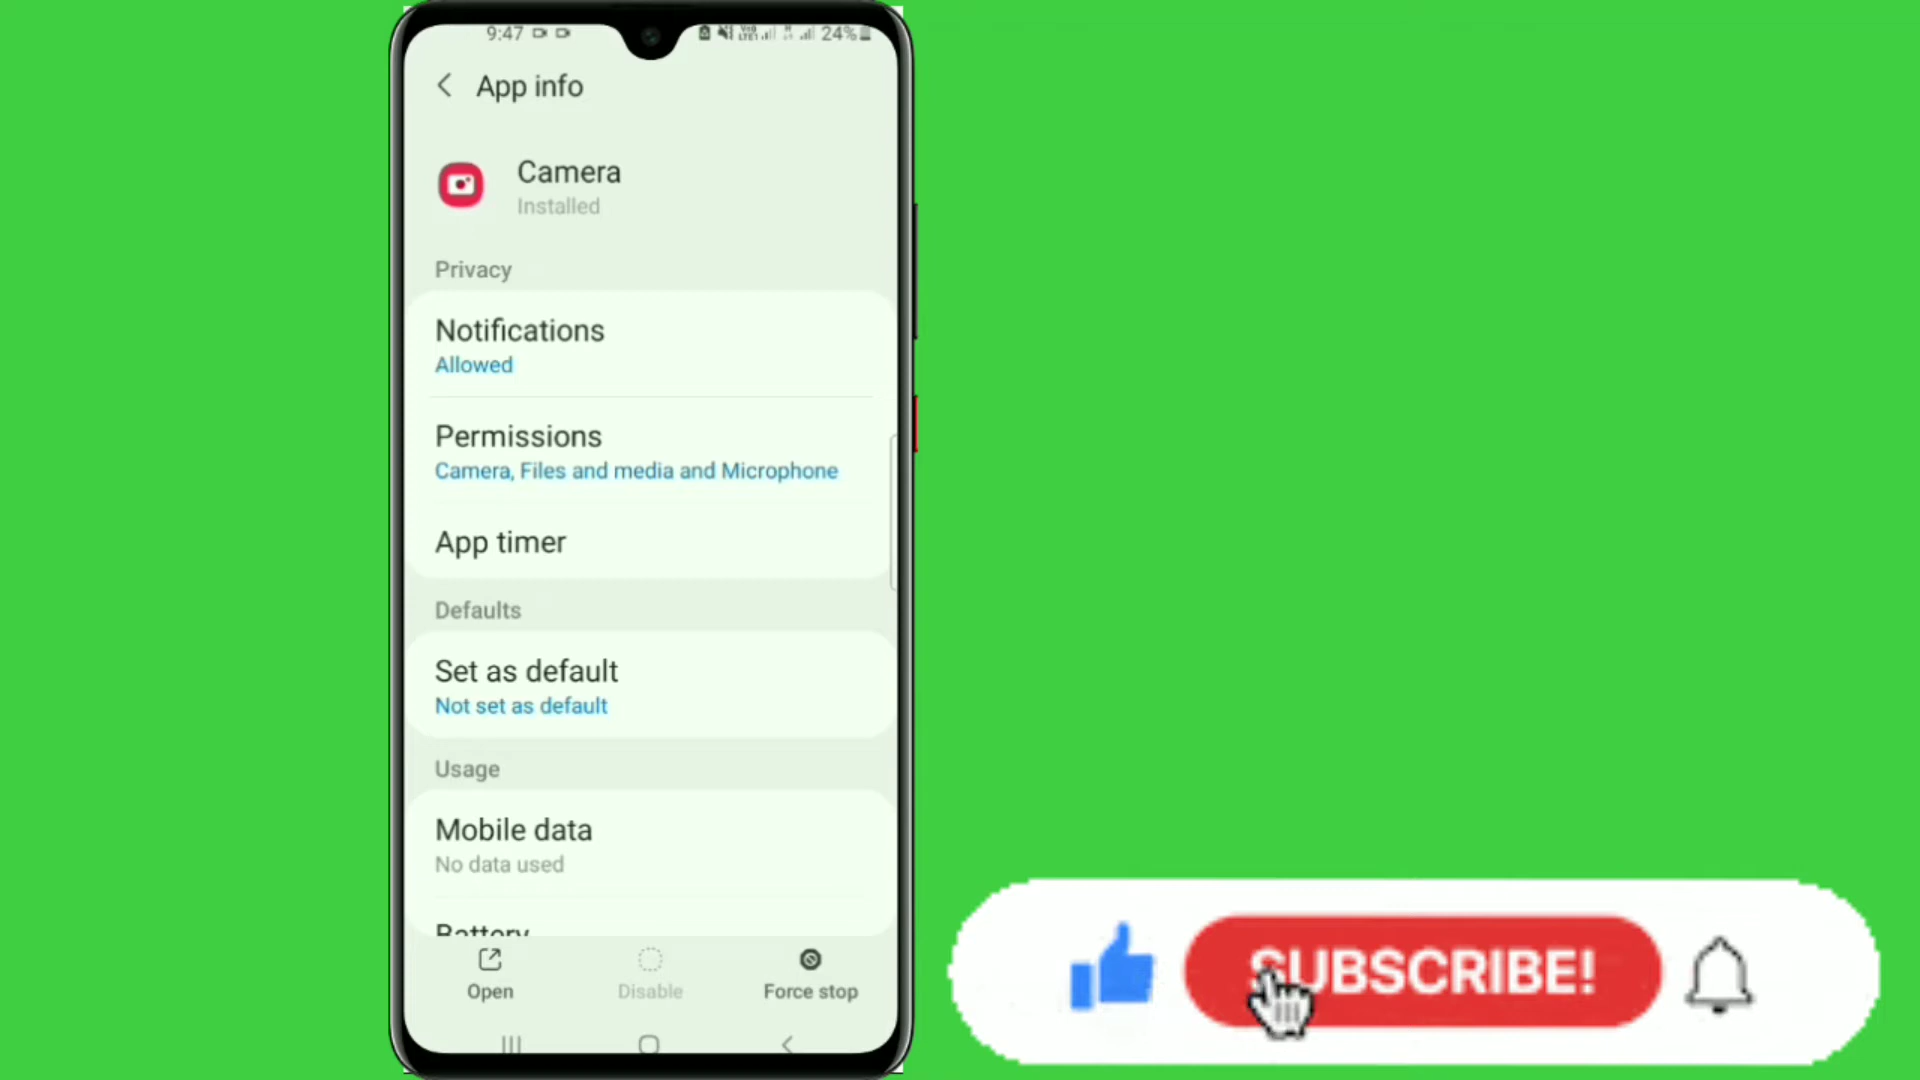 9:47 24%
App info
Camera
Installed
Privacy
Notifications
Allowed
Permissions
Camera, Files and media and Microphone
App timer
Defaults
Set as default
Not set as default
Usage
Mobile data
No data used
Battery
Open Disable Force stop
SUBSCRIBE!